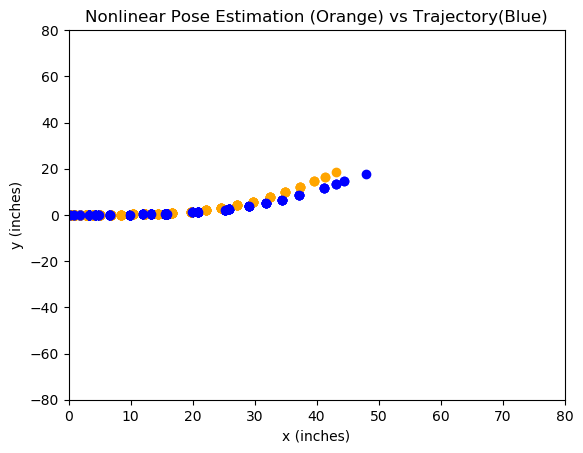 Nonlinear Pose Estimation (Orange) vs Trajectory(Blue)
80
60
40
20
0
−20
−40
−60
−80
y (inches)
0 10 20 30 40 50 60 70 80
x (inches)